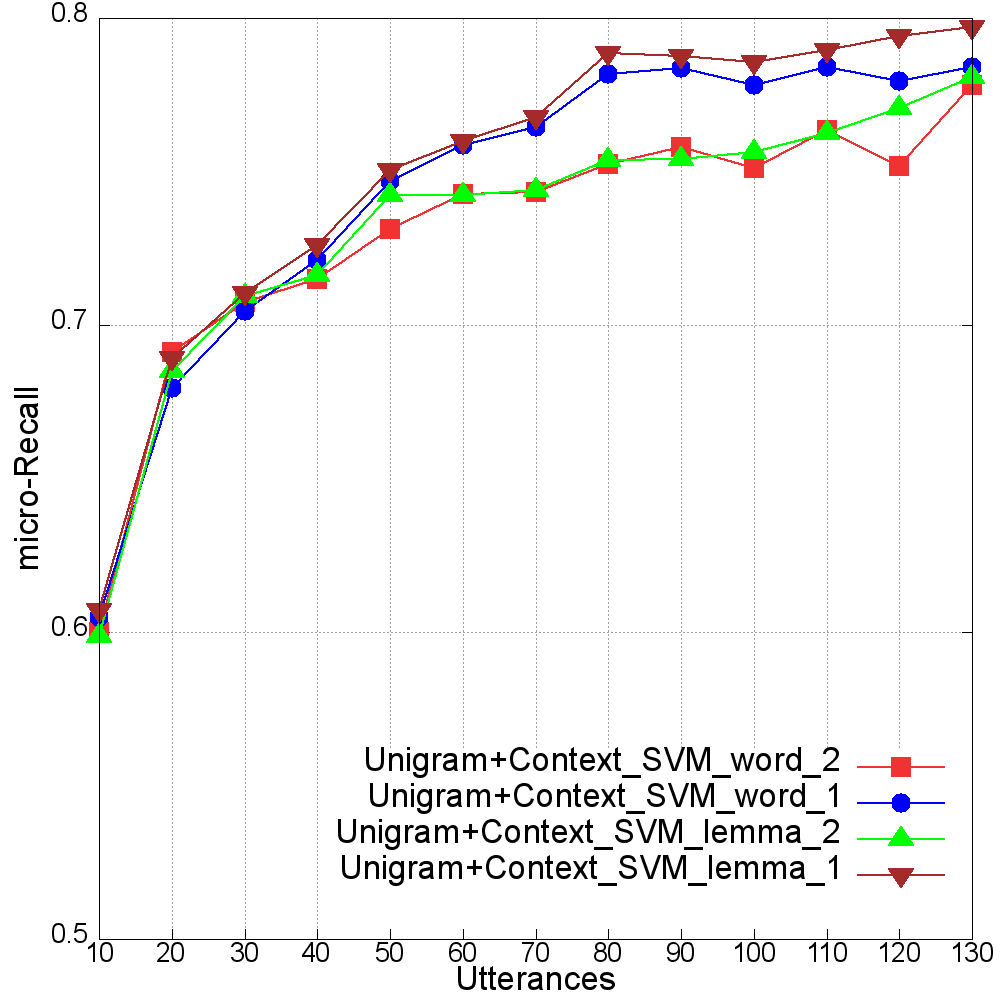 0.8
0.7
0.6
0.5
micro-Recall
Unigram+Context_SVM_word_2
Unigram+Context_SVM_word_1
Unigram+Context_SVM_lemma_2
Unigram+Context_SVM_lemma_1
10 20 30 40 50 60 70 80 90 100 110 120 130
Utterances